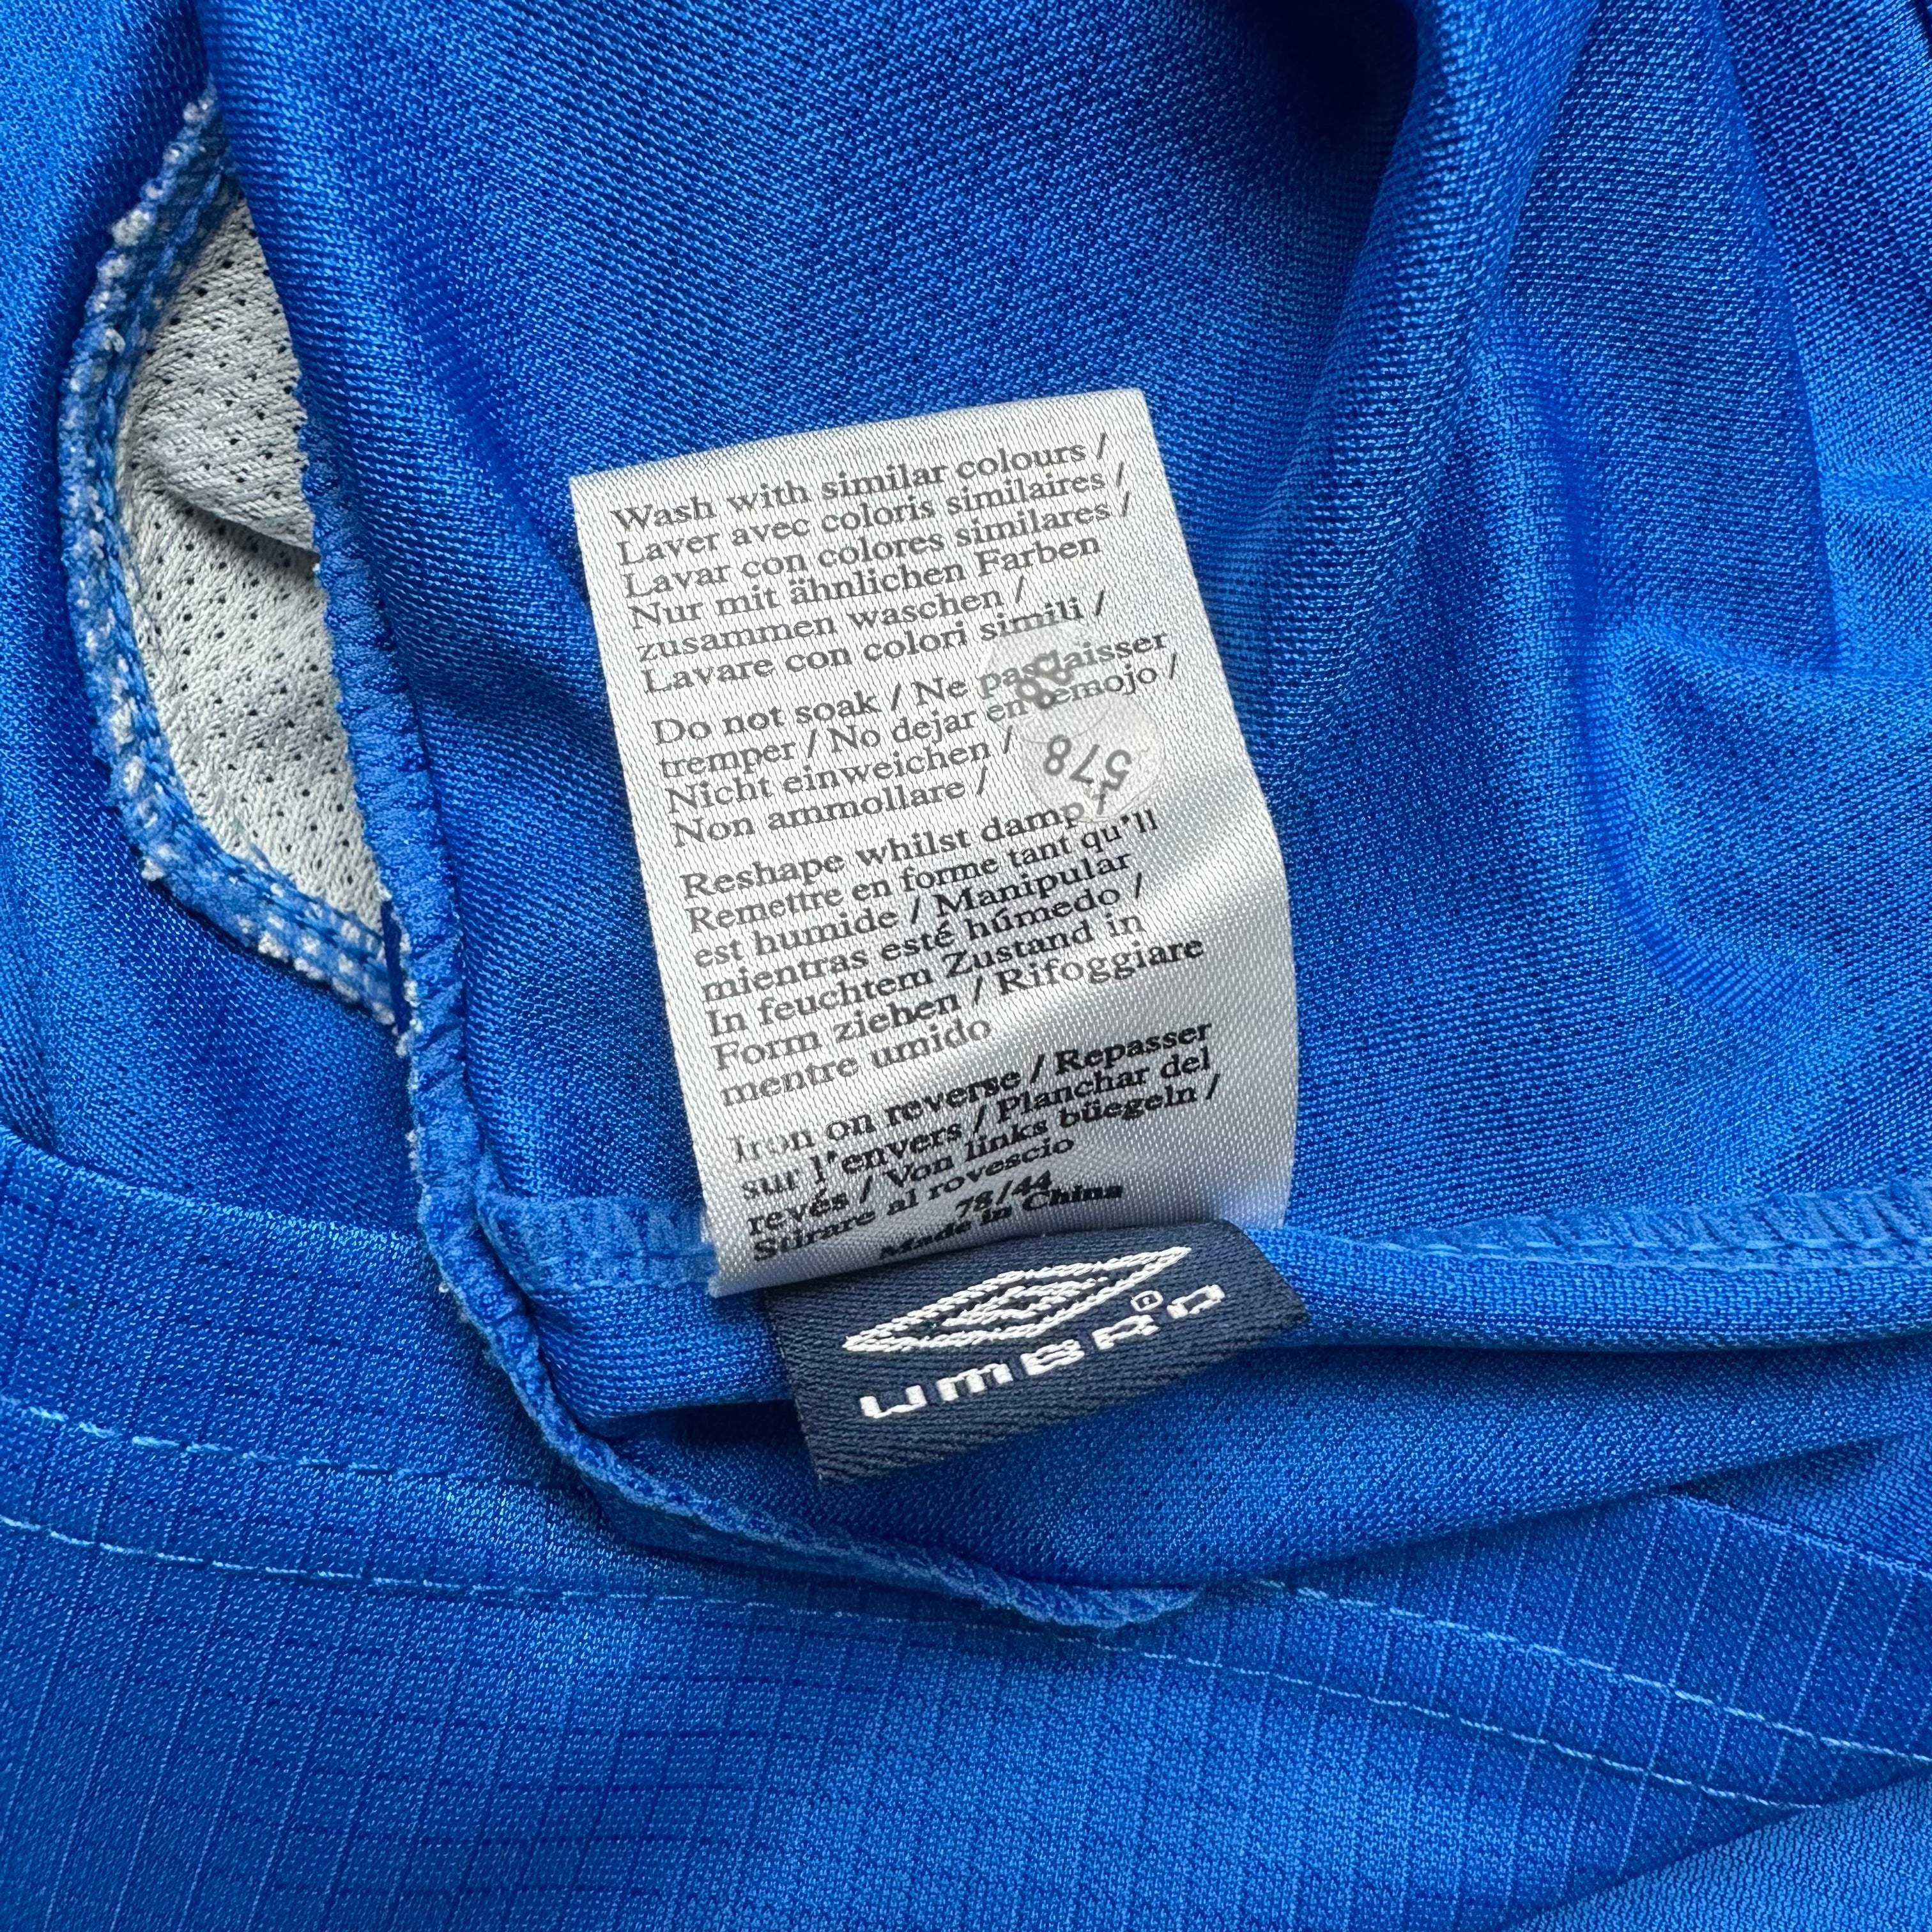 Wash with similar colours /
Laver avec coloris similaires /
Lavar con colores similares /
Nur mit ähnlichen Farben
zusammen waschen /
Lavare con colori simili /
Do not soak / Ne pas laisser
tremper / No dejar en remojo /
Nicht einweichen /
Non ammollare /
578
Reshape whilst damp /
Remettre en forme tant qu'll
est humide / Manipular
mientras esté húmedo /
In feuchtem Zustand in
Form ziehen / Rifoggiare
mentre umido
Iron on reverse / Repasser
sur l'envers / Planchar del
revés / Von links büegeln /
Stirare al rovescio
78/44
Made in China
UMBRO®